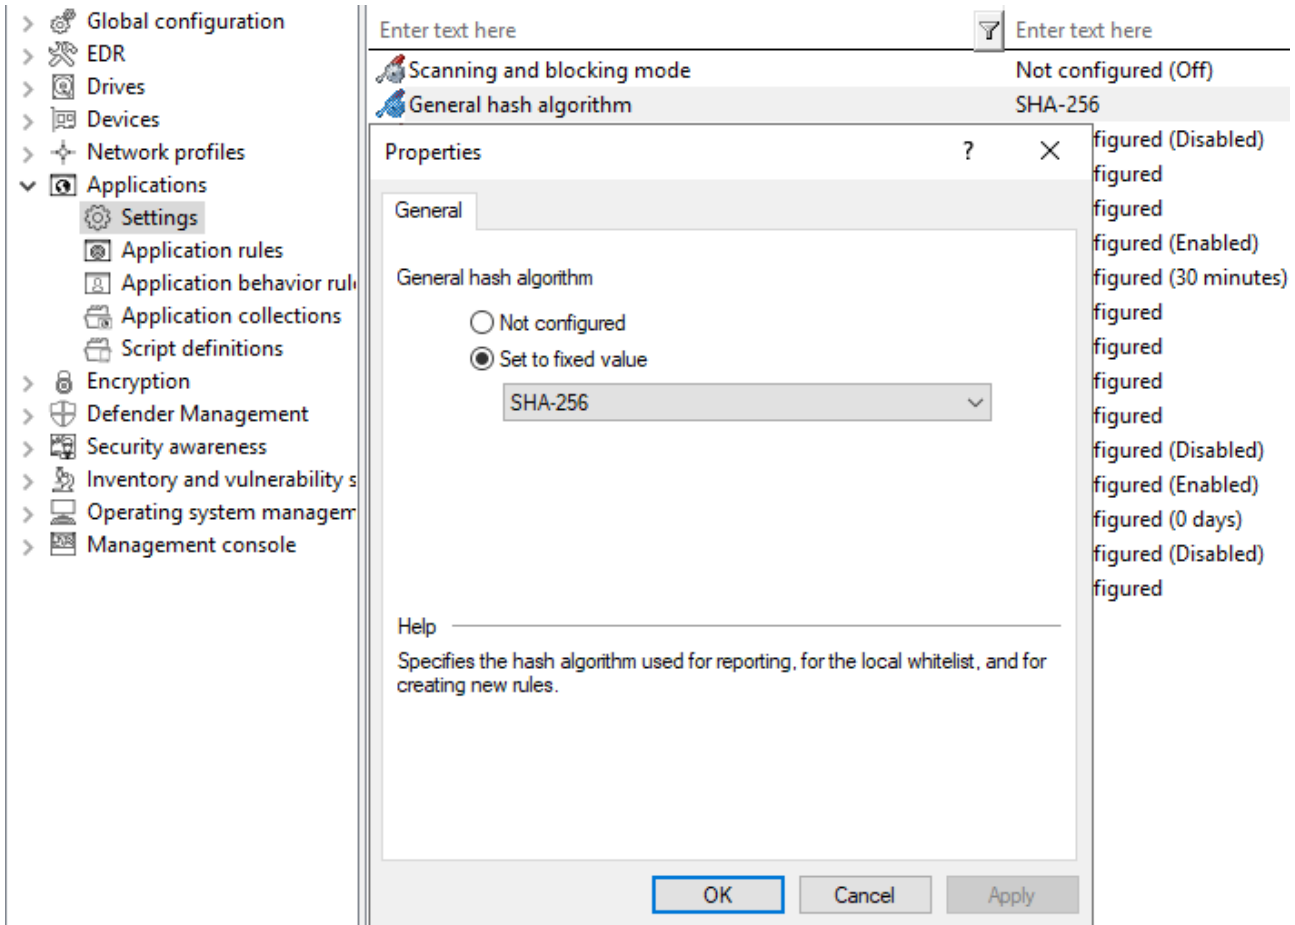 Global configuration
EDR
Drives
Devices
Network profiles
Applications
Settings
Application rules
Application behavior rul
Application collections
Script definitions
Encryption
Defender Management
Security awareness
Inventory and vulnerability s
Operating system managem
Management console
Enter text here Enter text here
Scanning and blocking mode Not configured (Off)
General hash algorithm SHA-256
figured (Disabled)
figured
figured
figured (Enabled)
figured (30 minutes)
figured
figured
figured
figured
figured (Disabled)
figured (Enabled)
figured (0 days)
figured (Disabled)
figured
Properties ?
General
General hash algorithm
Not configured
Set to fixed value
SHA-256
Help
Specifies the hash algorithm used for reporting, for the local whitelist, and for
creating new rules.
OK Cancel Apply